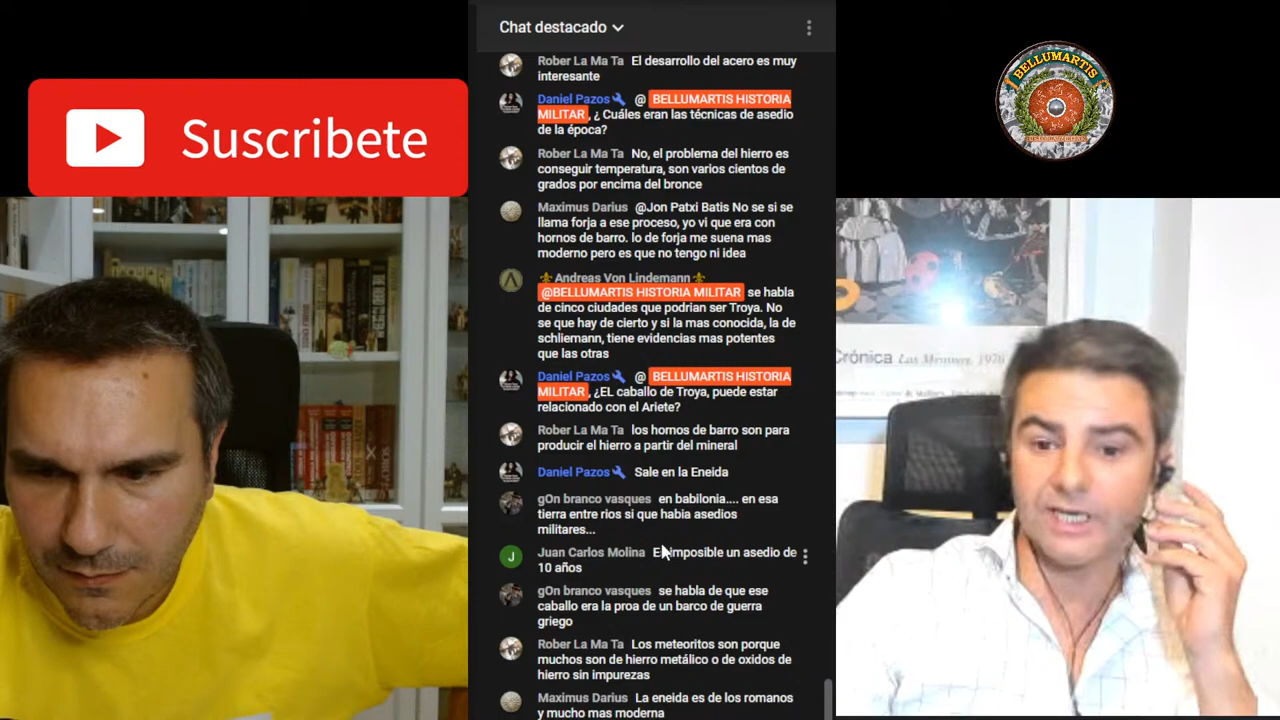 Suscribete
Chat destacado
Rober La Ma Ta El desarrollo del acero es muy
interesante
Daniel Pazos @ BELLUMARTIS HISTORIA
MILITAR, ¿ Cuáles eran las técnicas de asedio
de la época?
Rober La Ma Ta No, el problema del hierro es
conseguir temperatura, son varios cientos de
grados por encima del bronce
Maximus Darius @Jon Patxi Batis No se si se
llama forja a ese proceso, yo vi que era con
hornos de barro. lo de forja me suena mas
moderno pero es que no tengo ni idea
Andreas Von Lindemann
@BELLUMARTIS HISTORIA MILITAR se habla
de cinco ciudades que podrian ser Troya. No
se que hay de cierto y si la mas conocida, la de
schliemann, tiene evidencias mas potentes
que las otras
Daniel Pazos @ BELLUMARTIS HISTORIA
MILITAR, ¿EL caballo de Troya, puede estar
relacionado con el Ariete?
Rober La Ma Ta los hornos de barro son para
producir el hierro a partir del mineral
Daniel Pazos Sale en la Eneida
gOn branco vasques en babilonia.... en esa
tierra entre rios si que habia asedios
militares...
J Juan Carlos Molina imposible un asedio de
10 años
gOn branco vasques se habla de que ese
caballo era la proa de un barco de guerra
griego
Rober La Ma Ta Los meteoritos son porque
muchos son de hierro metálico o de oxidos de
hierro sin impurezas
Maximus Darius La eneida es de los romanos
y mucho mas moderna
BELLUMARTIS
Crónica Las Meninas, 1976